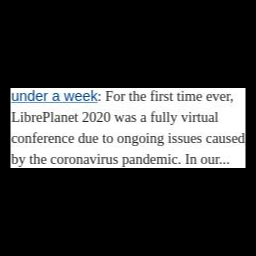 under a week: For the first time ever,
LibrePlanet 2020 was a fully virtual
conference due to ongoing issues caused
by the coronavirus pandemic. In our...